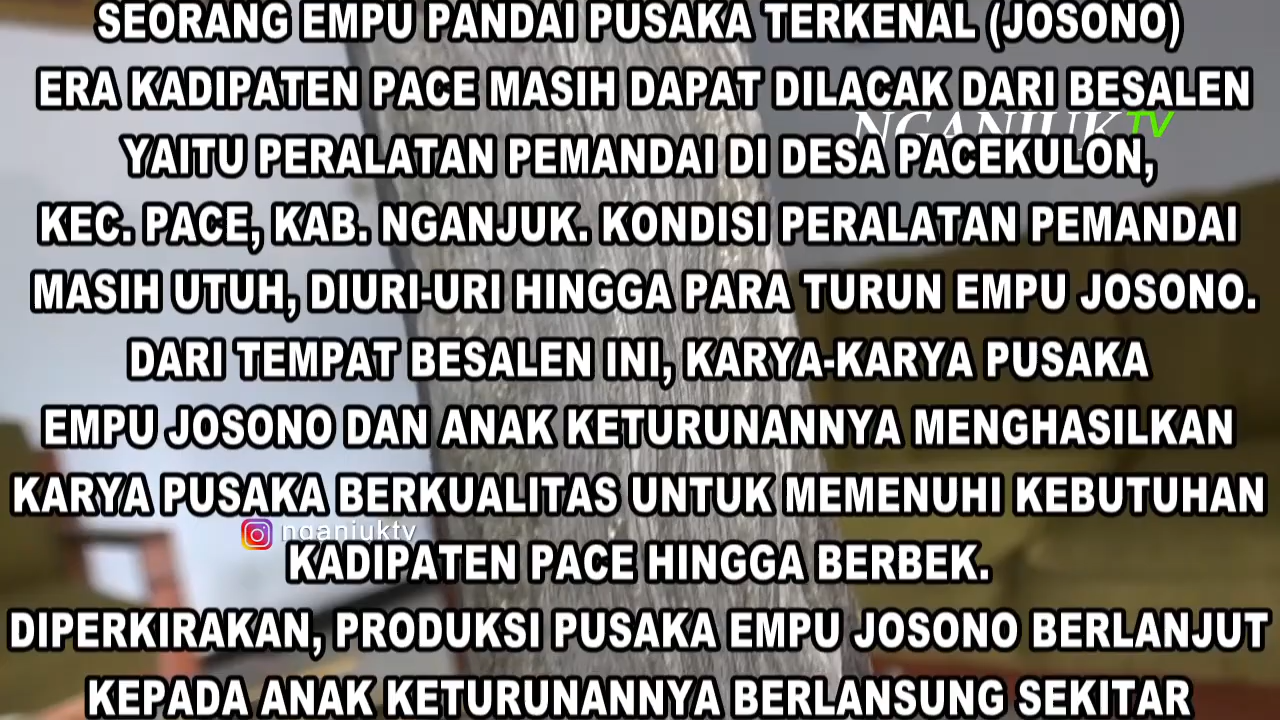 SEORANG EMPU PANDAI PUSAKA TERKENAL (JOSONO)
ERA KADIPATEN PACE MASIH DAPAT DILACAK DARI BESALEN
NGANJUK TV
YAITU PERALATAN PEMANDAI DI DESA PACEKULON,
KEC. PACE, KAB. NGANJUK. KONDISI PERALATAN PEMANDAI
MASIH UTUH, DIURI-URI HINGGA PARA TURUN EMPU JOSONO.
DARI TEMPAT BESALEN INI, KARYA-KARYA PUSAKA
EMPU JOSONO DAN ANAK KETURUNANNYA MENGHASILKAN
KARYA PUSAKA BERKUALITAS UNTUK MEMENUHI KEBUTUHAN
nganjuktv
KADIPATEN PACE HINGGA BERBEK.
DIPERKIRAKAN, PRODUKSI PUSAKA EMPU JOSONO BERLANJUT
KEPADA ANAK KETURUNANNYA BERLANSUNG SEKITAR